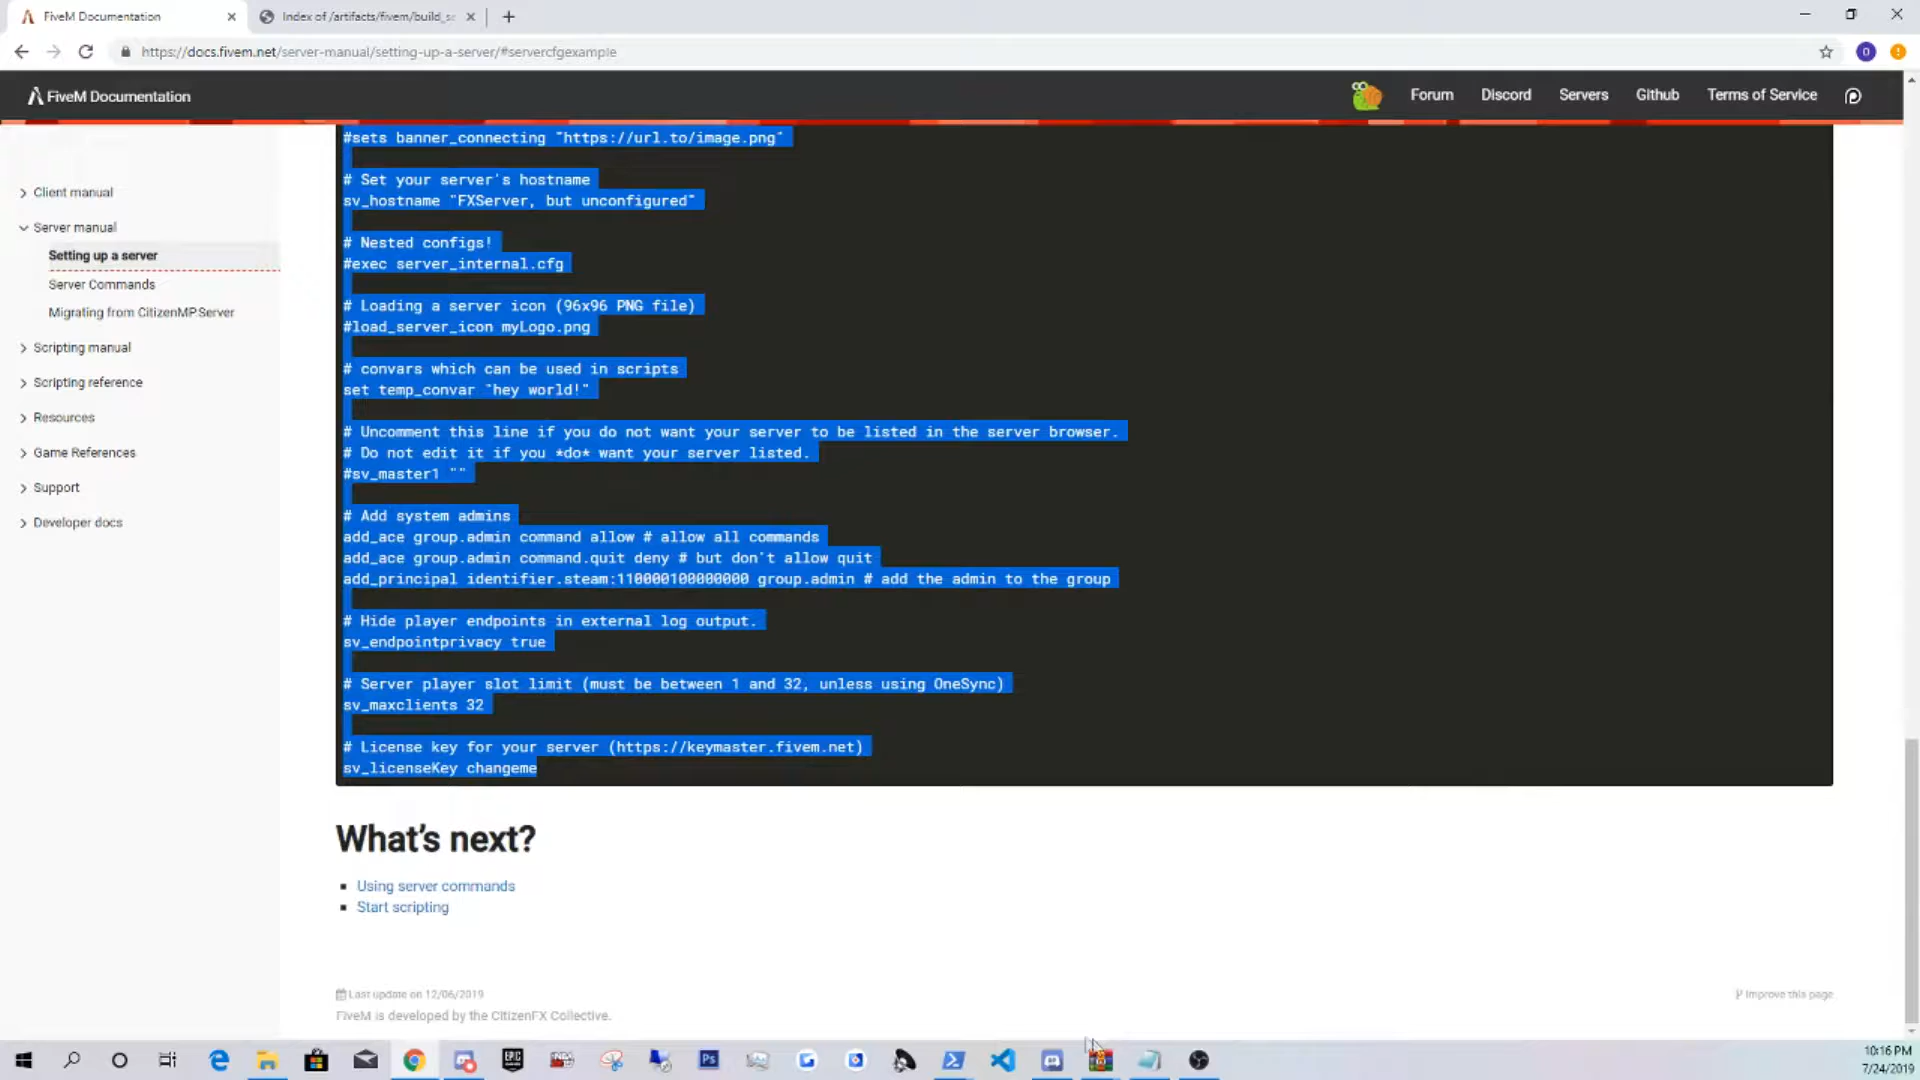 FiveM Documentation
Index of /artifacts/fivem/build_se
https://docs.fivem.net/server-manual/setting-up-a-server/#servercfgexample
FiveM Documentation
Forum
Discord
Servers
Github
Terms of Service
Client manual
Server manual
Setting up a server
Server Commands
Migrating from CitizenMP.Server
Scripting manual
Scripting reference
Resources
Game References
Support
Developer docs
#sets banner_connecting "https://url.to/image.png"
# Set your server's hostname
sv_hostname "FXServer, but unconfigured"
# Nested configs!
#exec server_internal.cfg
# Loading a server icon (96x96 PNG file)
#load_server_icon myLogo.png
# convars which can be used in scripts
set temp_convar "hey world!"
# Uncomment this line if you do not want your server to be listed in the server browser.
# Do not edit it if you *do* want your server listed.
#sv_master1 ""
# Add system admins
add_ace group.admin command allow # allow all commands
add_ace group.admin command.quit deny # but don't allow quit
add_principal identifier.steam:110000100000000 group.admin # add the admin to the group
# Hide player endpoints in external log output.
sv_endpointprivacy true
# Server player slot limit (must be between 1 and 32, unless using OneSync)
sv_maxclients 32
# License key for your server (https://keymaster.fivem.net)
sv_licenseKey changeme
What's next?
Using server commands
Start scripting
Last update on 12/06/2019
Improve this page
FiveM is developed by the CitizenFX Collective.
EPIC
Ps
10:16 PM
7/24/2019